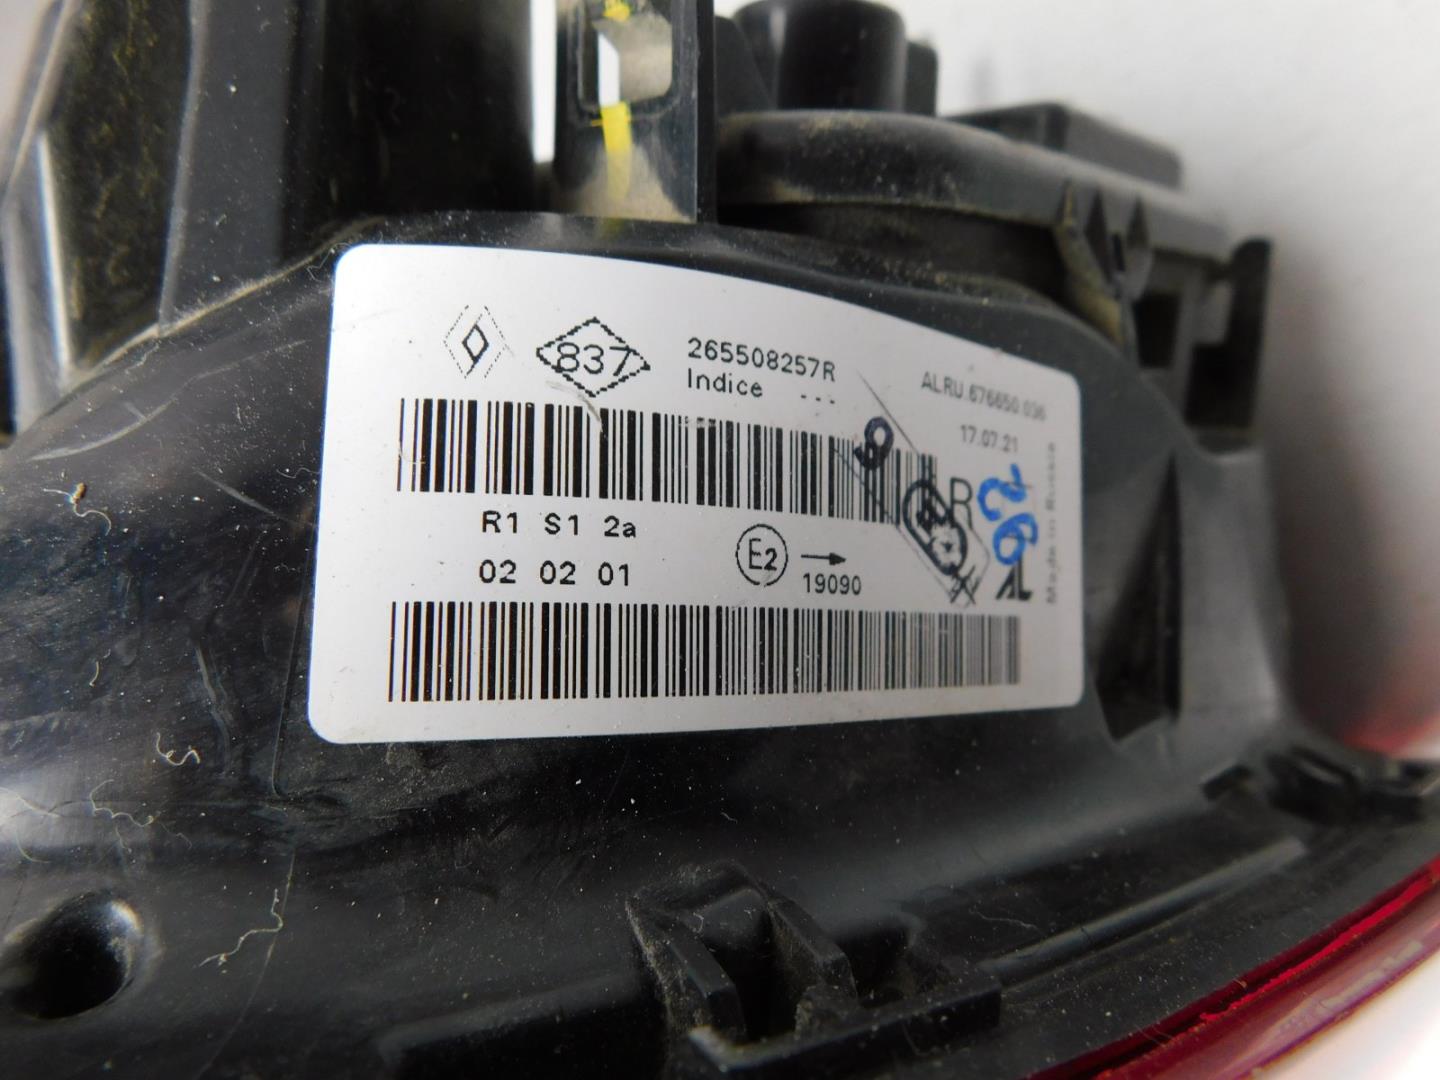 837
265508257R
Indice ---
ALRU.676650.036
17.07.21
R1 S1 2a
02 02 01
E2
19090
R
26
AL
Made in Russia